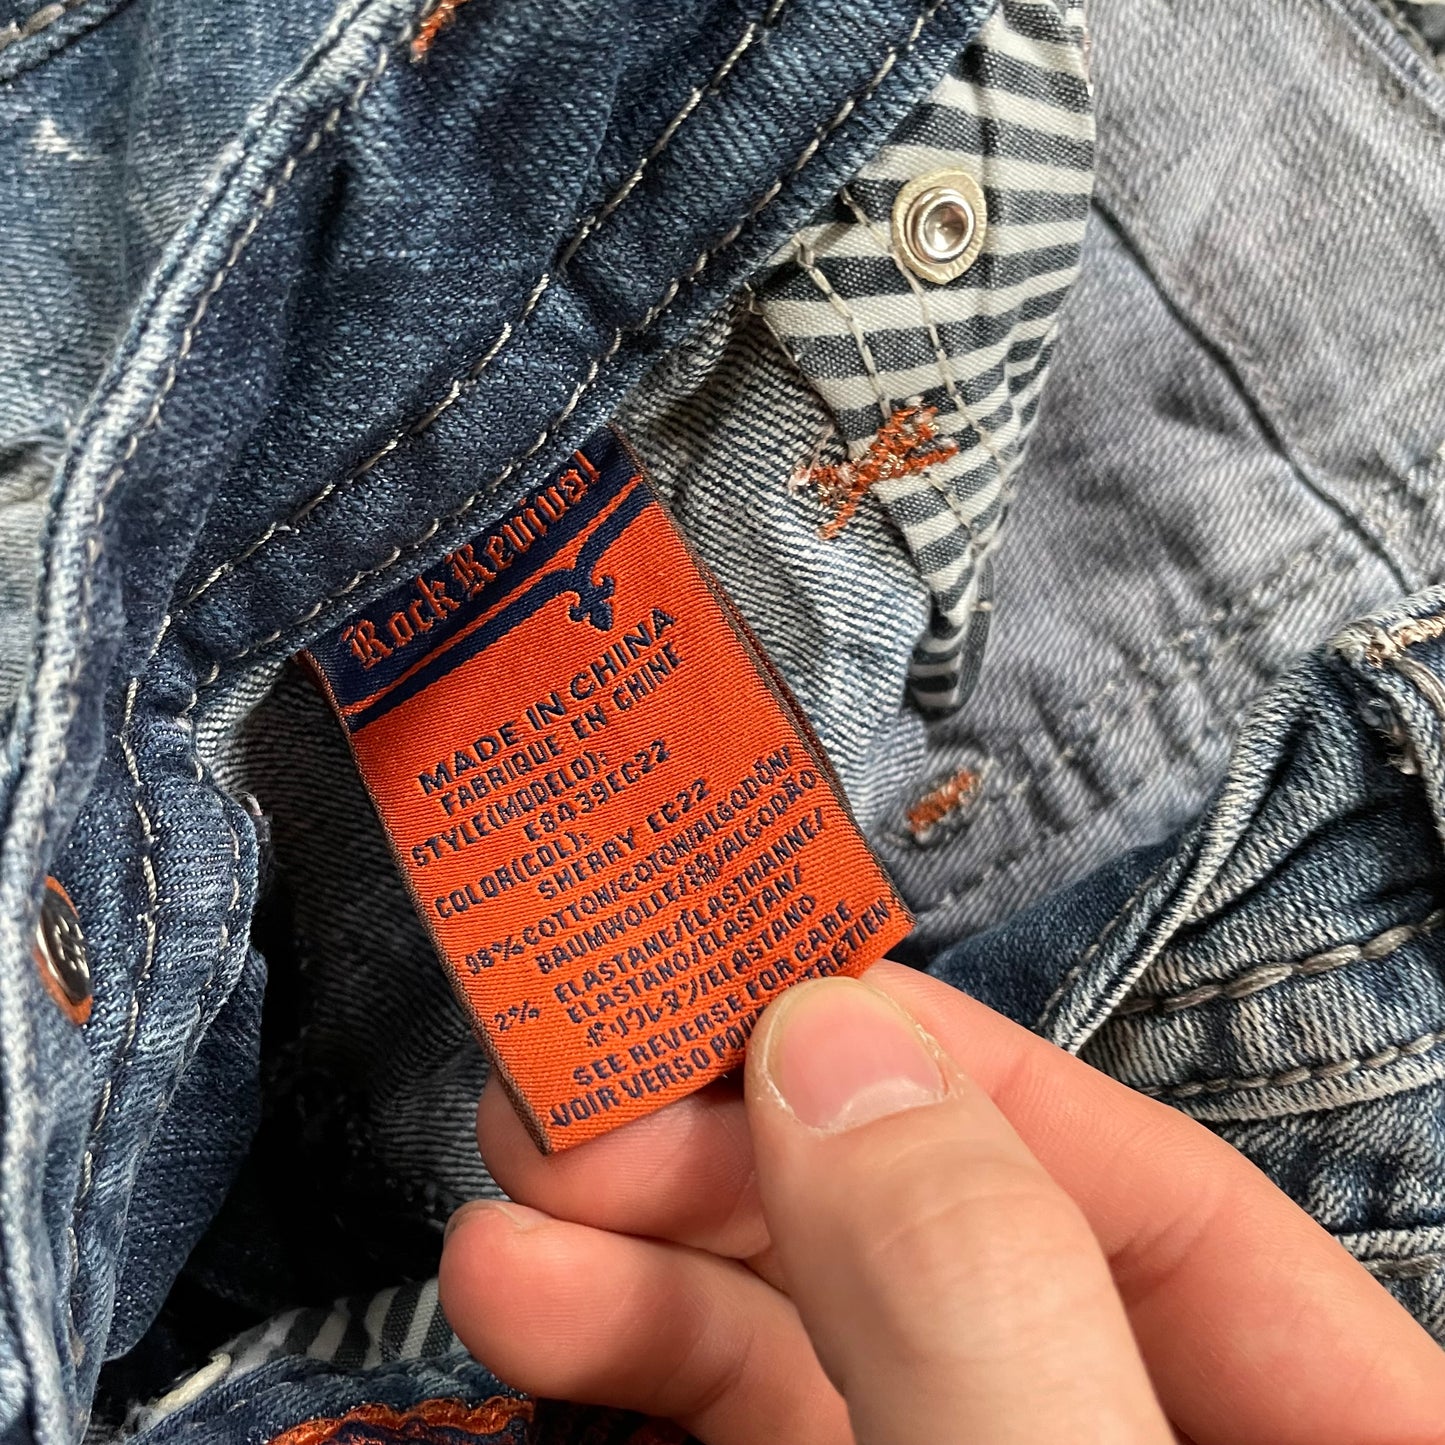 Rock Revival
MADE IN CHINA
FABRIQUE EN CHINE
STYLE(MODELO):
E8439EC22
COLOR(COL):
SHERRY EC22
98% COTTON/COTON/ALGODÓN/
BAUMWOLDE/綿/ALGODÃO
2% ELASTANE/ELASTHANNE/
ELASTANO/ELASTAN/
ポリウレタン/ELASTANO
SEE REVERSE FOR CARE
VOIR VERSO POUR